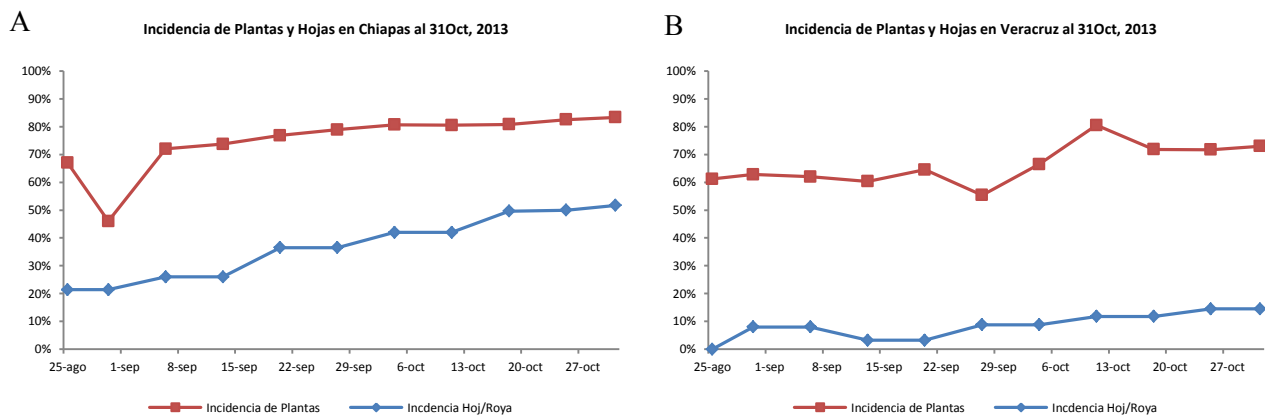 A
Incidencia de Plantas y Hojas en Chiapas al 31Oct, 2013
100%
90%
80%
70%
60%
50%
40%
30%
20%
10%
0%
25-ago 1-sep 8-sep 15-sep 22-sep 29-sep 6-oct 13-oct 20-oct 27-oct
Incidencia de Plantas Incdencia Hoj/Roya
B
Incidencia de Plantas y Hojas en Veracruz al 31Oct, 2013
100%
90%
80%
70%
60%
50%
40%
30%
20%
10%
0%
25-ago 1-sep 8-sep 15-sep 22-sep 29-sep 6-oct 13-oct 20-oct 27-oct
Incidencia de Plantas Incdencia Hoj/Roya